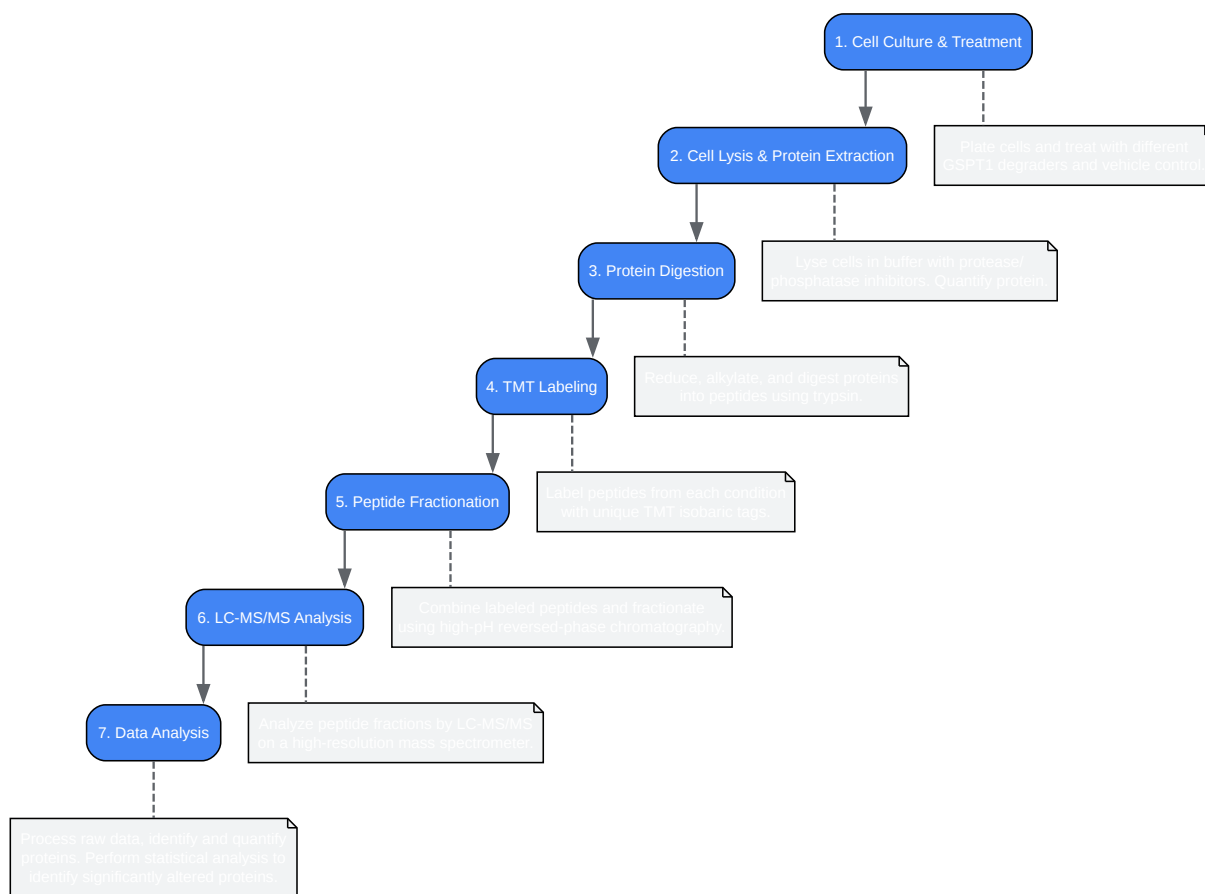 1. Cell Culture & Treatment
Plate cells and treat with different
GSPT1 degraders and vehicle control.
2. Cell Lysis & Protein Extraction
Lyse cells in buffer with protease/
phosphatase inhibitors. Quantify protein.
3. Protein Digestion
Reduce, alkylate, and digest proteins
into peptides using trypsin.
4. TMT Labeling
Label peptides from each condition
with unique TMT isobaric tags.
5. Peptide Fractionation
Combine labeled peptides and fractionate
using high-pH reversed-phase chromatography.
6. LC-MS/MS Analysis
Analyze peptide fractions by LC-MS/MS
on a high-resolution mass spectrometer.
7. Data Analysis
Process raw data, identify and quantify
proteins. Perform statistical analysis to
identify significantly altered proteins.